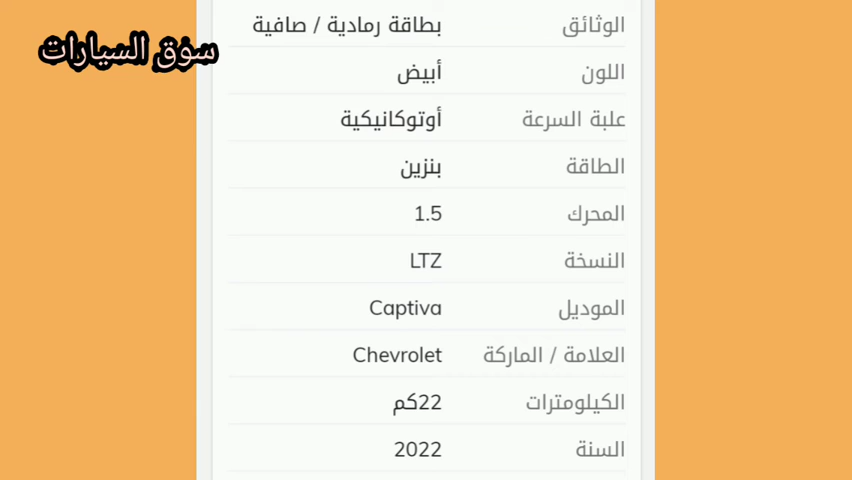 سوق السيارات
الوثائق بطاقة رمادية / صافية
اللون أبيض
علبة السرعة أوتوكانيكية
الطاقة بنزين
المحرك 1.5
النسخة LTZ
الموديل Captiva
العلامة / الماركة Chevrolet
الكيلومترات 22كم
السنة 2022